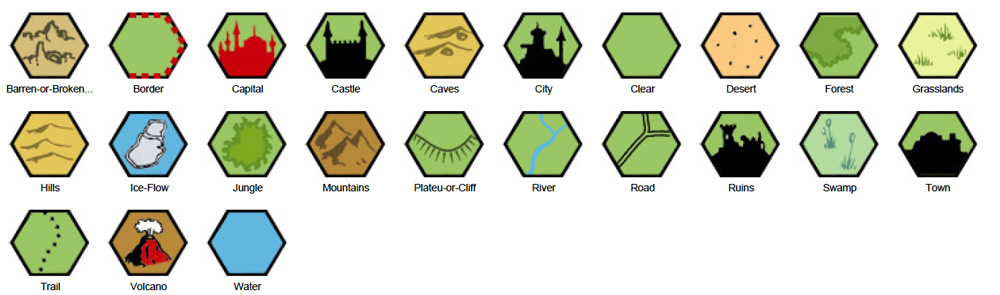 Barren-or-Broken... Border Capital Castle Caves City Clear Desert Forest Grasslands
Hills Ice-Flow Jungle Mountains Plateu-or-Cliff River Road Ruins Swamp Town
Trail Volcano Water